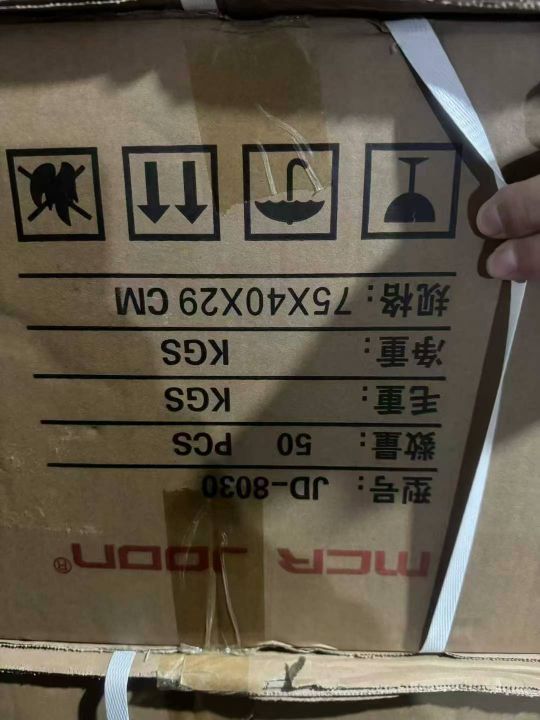 MCR JOON®
型号: JD-8030
数量: 50 PCS
毛重: KGS
净重: KGS
规格: 75X40X29 CM